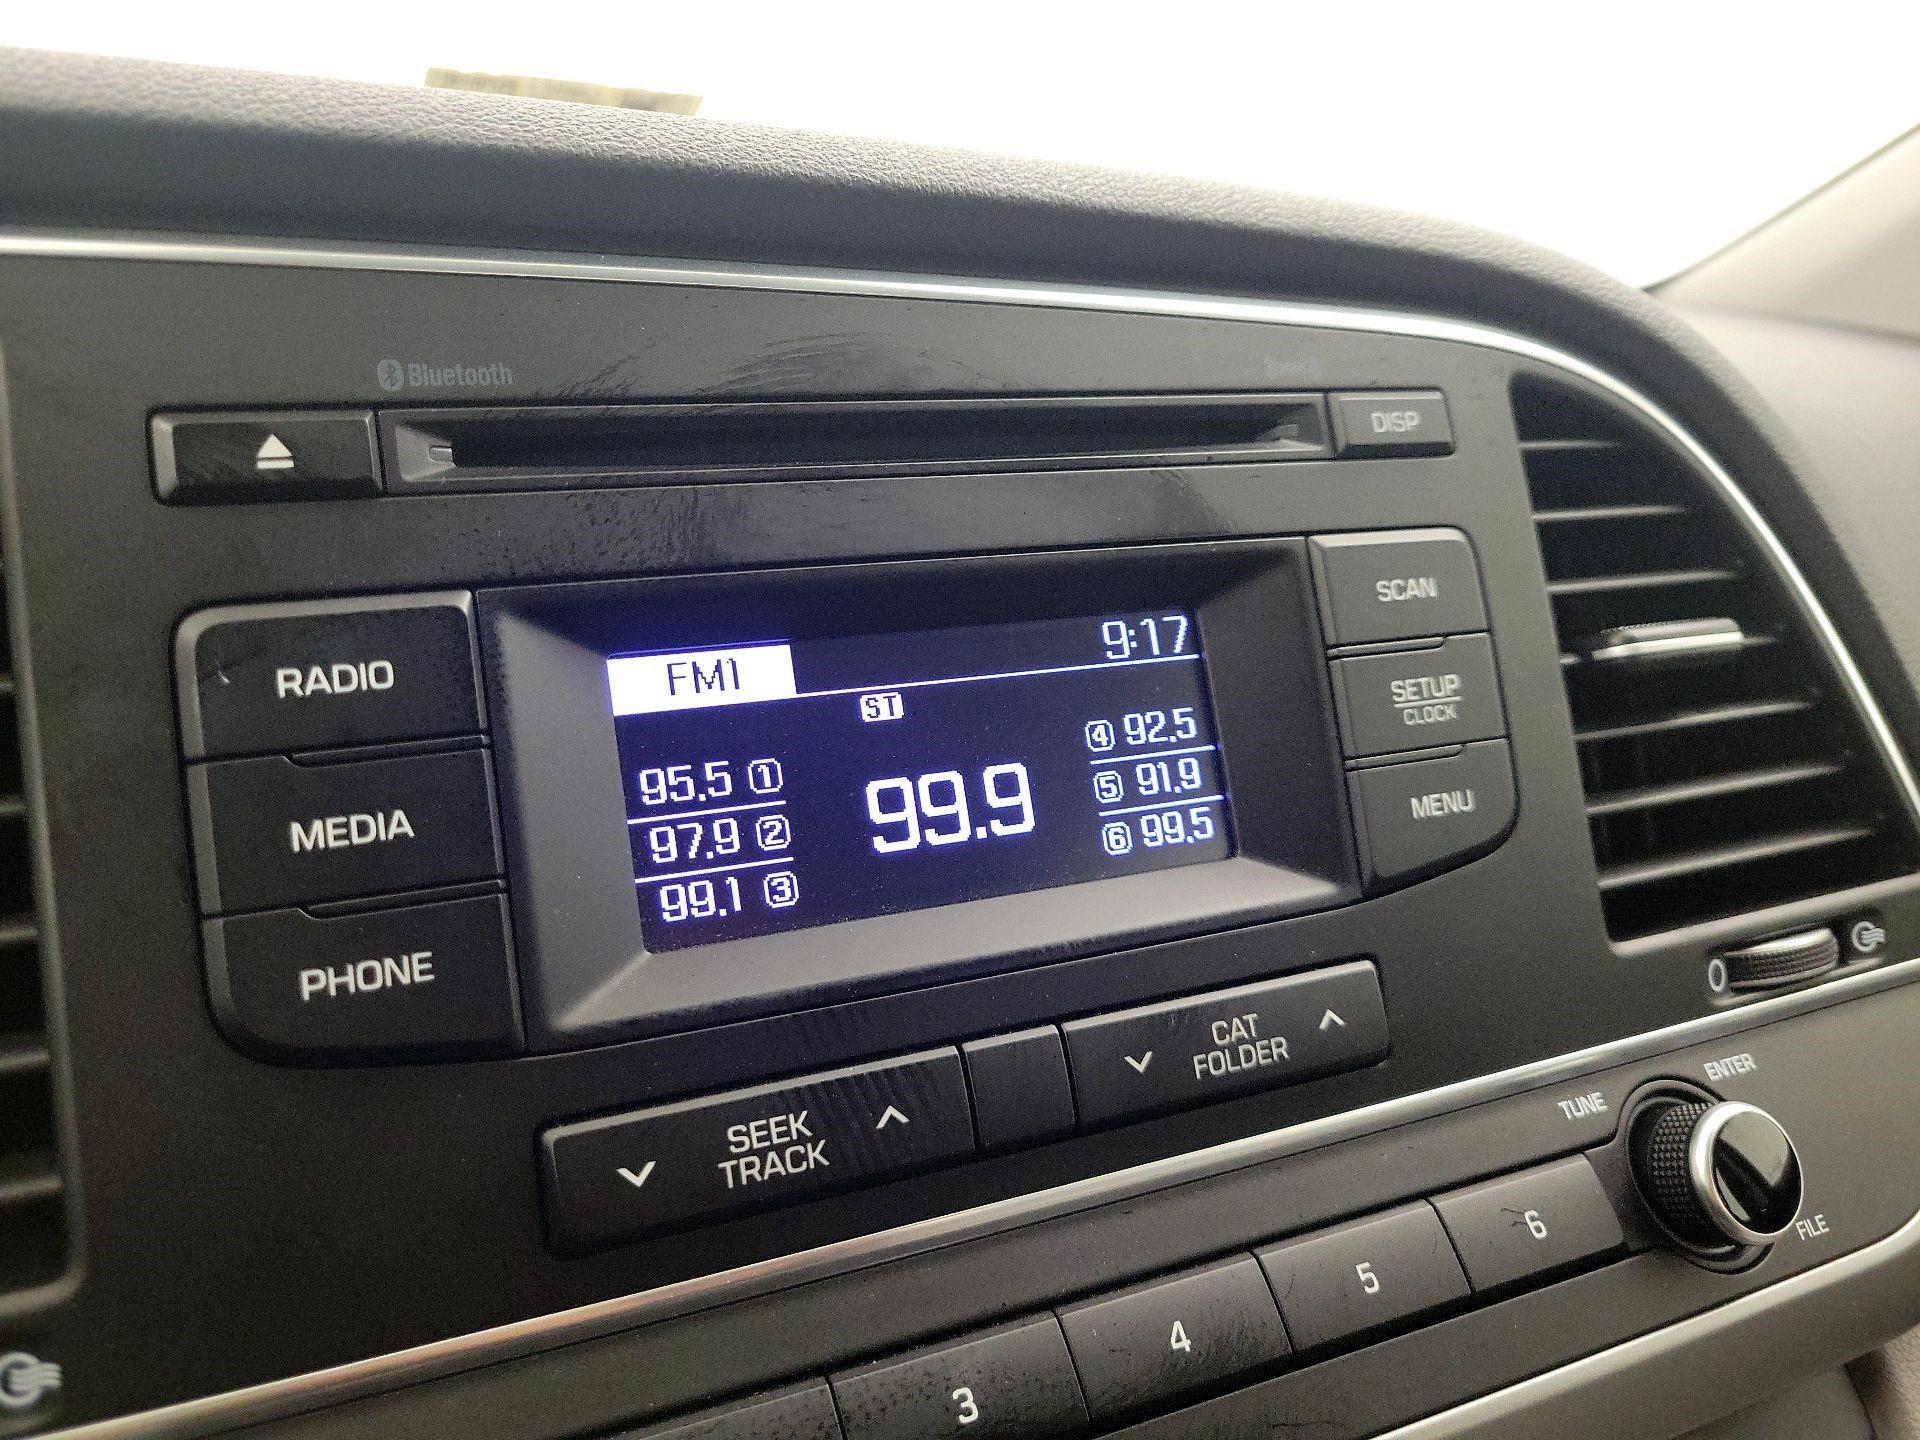 Bluetooth
DISP
RADIO
MEDIA
PHONE
FM1
9:17
ST
95.5 1
97.9 2
99.1 3
99.9
4 92.5
5 91.9
6 99.5
SCAN
SETUP
CLOCK
MENU
SEEK
TRACK
CAT
FOLDER
0
TUNE
ENTER
FILE
3
4
5
6